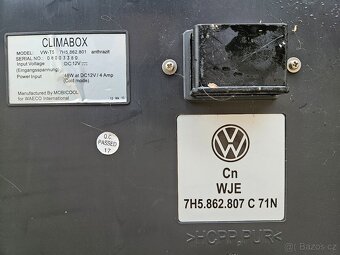 CLIMABOX
MODEL: VW-T5 7H5.862.801 anthrazit
SERIAL NO.: 06003360
Input Voltage DC 12V
(Eingangsspannung)
Power Input 48W at DC12V / 4 Amp
(Cool mode)
Manufactured By MOBICOOL
for WAECO International
Q.C
PASSED
17
Cn
WJE
7H5.862.807 C 71N
>HCPP,PUR<